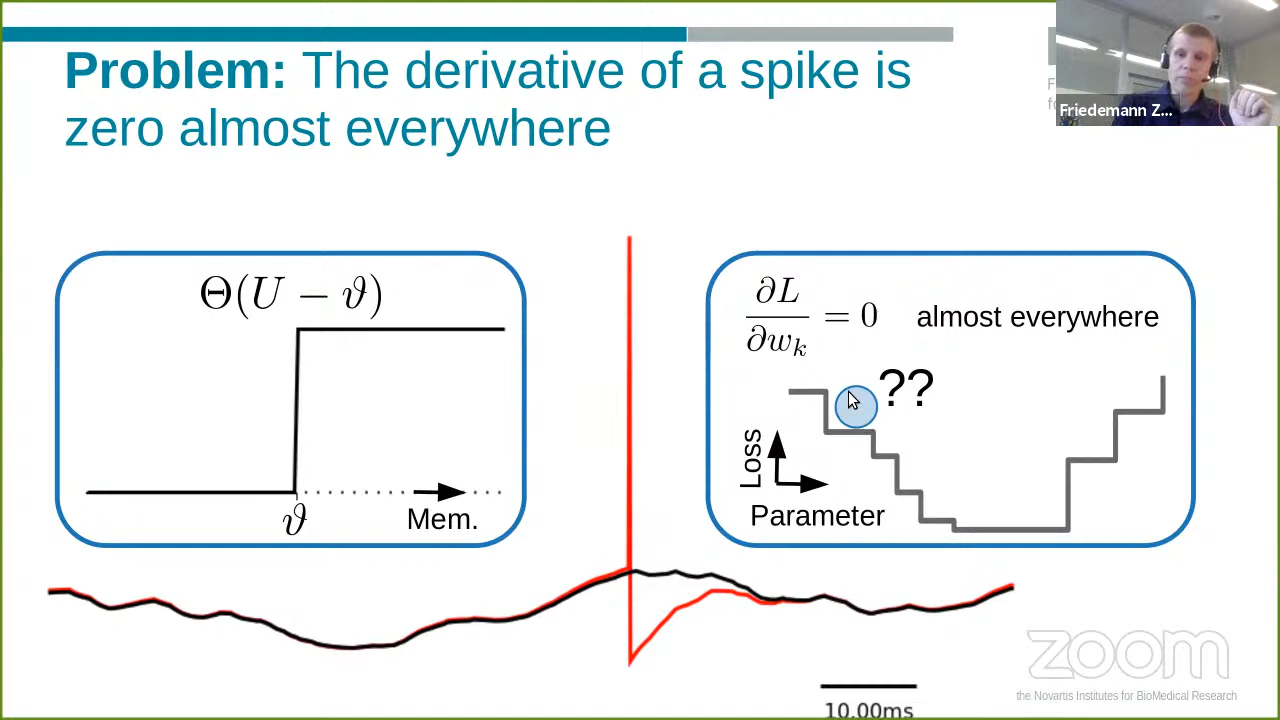 Problem: The derivative of a spike is
zero almost everywhere
F
fo
Friedemann Z...
Θ(U − ϑ)
ϑ
Mem.
∂L/∂w_k = 0 almost everywhere
??
Loss
Parameter
10.00ms
zoom
the Novartis Institutes for BioMedical Research